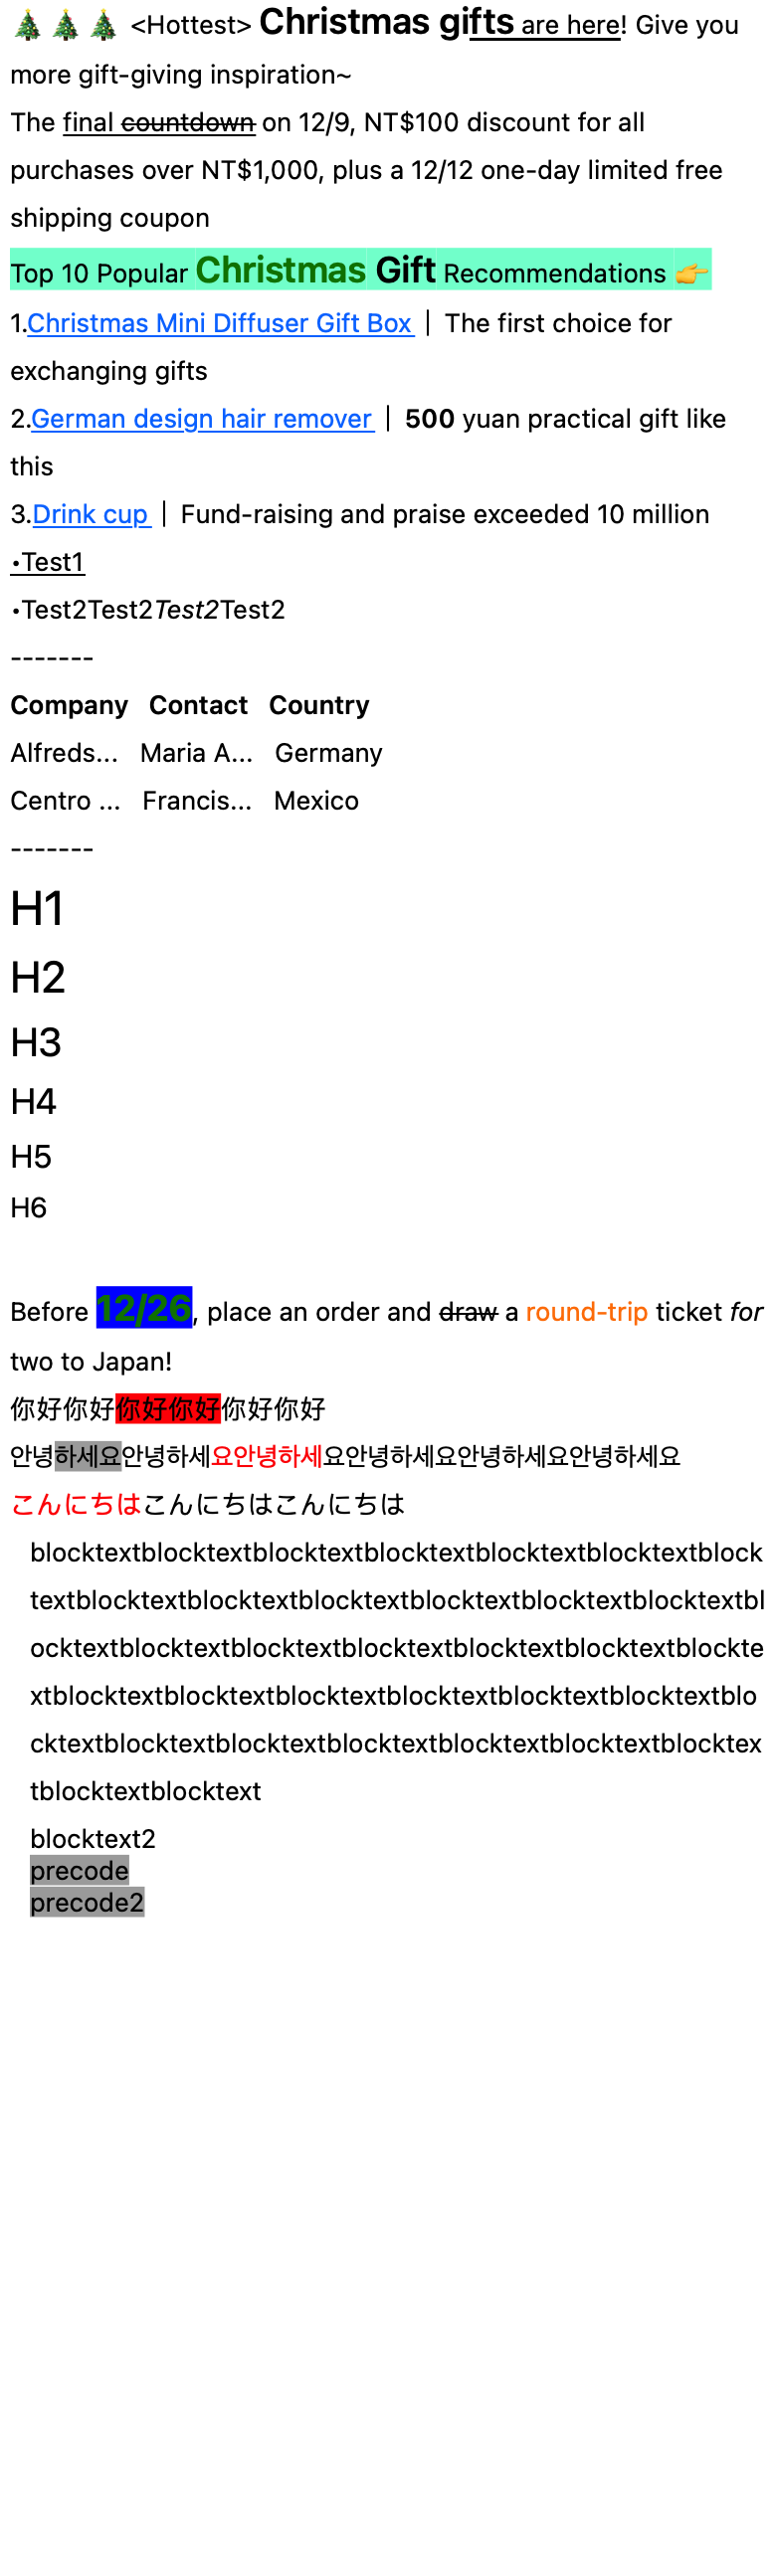 🎄🎄🎄 <Hottest> Christmas gifts are here! Give you
more gift-giving inspiration~
The final countdown on 12/9, NT$100 discount for all
purchases over NT$1,000, plus a 12/12 one-day limited free
shipping coupon
Top 10 Popular Christmas Gift Recommendations 👉
1.Christmas Mini Diffuser Gift Box ｜ The first choice for
exchanging gifts
2.German design hair remover ｜ 500 yuan practical gift like
this
3.Drink cup ｜ Fund-raising and praise exceeded 10 million
•Test1
•Test2Test2Test2Test2
-------
Company Contact Country
Alfreds... Maria A... Germany
Centro ... Francis... Mexico
-------
H1
H2
H3
H4
H5
H6
Before 12/26, place an order and draw a round-trip ticket for
two to Japan!
你好你好你好你好你好你好
안녕하세요안녕하세요안녕하세요안녕하세요안녕하세요안녕하세요
こんにちはこんにちはこんにちは
blocktextblocktextblocktextblocktextblocktextblocktextblock
textblocktextblocktextblocktextblocktextblocktextblocktextbl
ocktextblocktextblocktextblocktextblocktextblocktextblockte
xtblocktextblocktextblocktextblocktextblocktextblocktextblo
cktextblocktextblocktextblocktextblocktextblocktextblocktex
tblocktextblocktext
blocktext2
precode
precode2